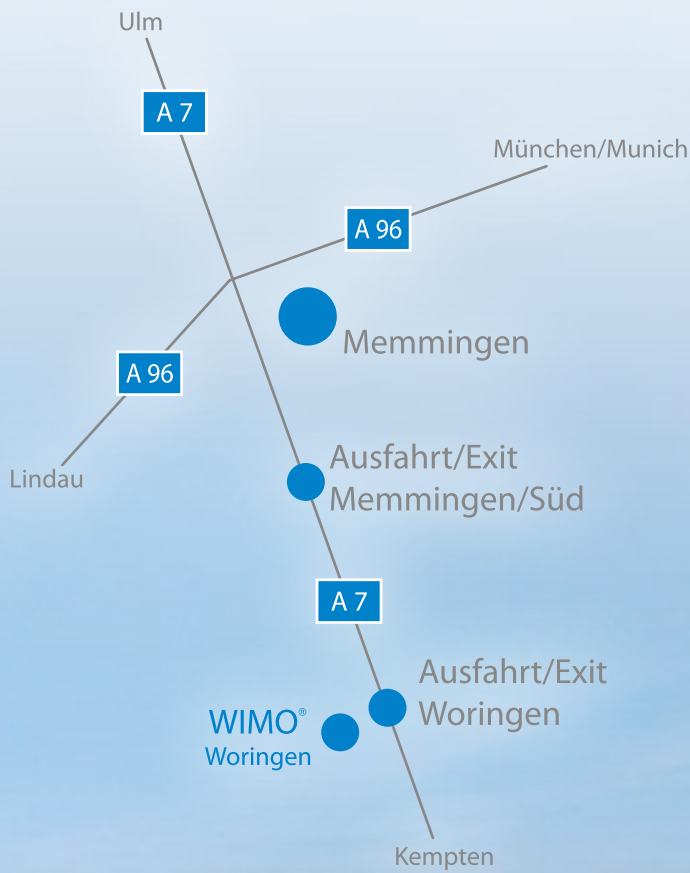 Ulm
A 7
München/Munich
A 96
Memmingen
A 96
Ausfahrt/Exit
Memmingen/Süd
Lindau
A 7
Ausfahrt/Exit
Woringen
WIMO®
Woringen
Kempten